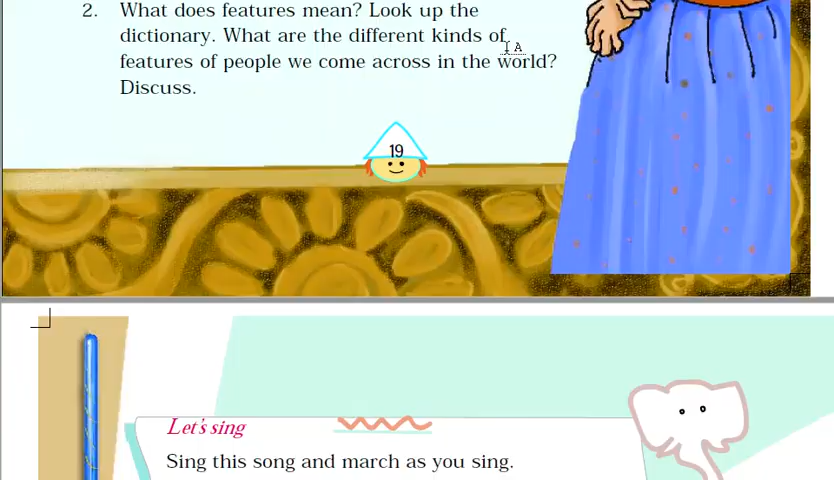 2. What does features mean? Look up the
dictionary. What are the different kinds of
features of people we come across in the world?
Discuss.
19
Let's sing
Sing this song and march as you sing.